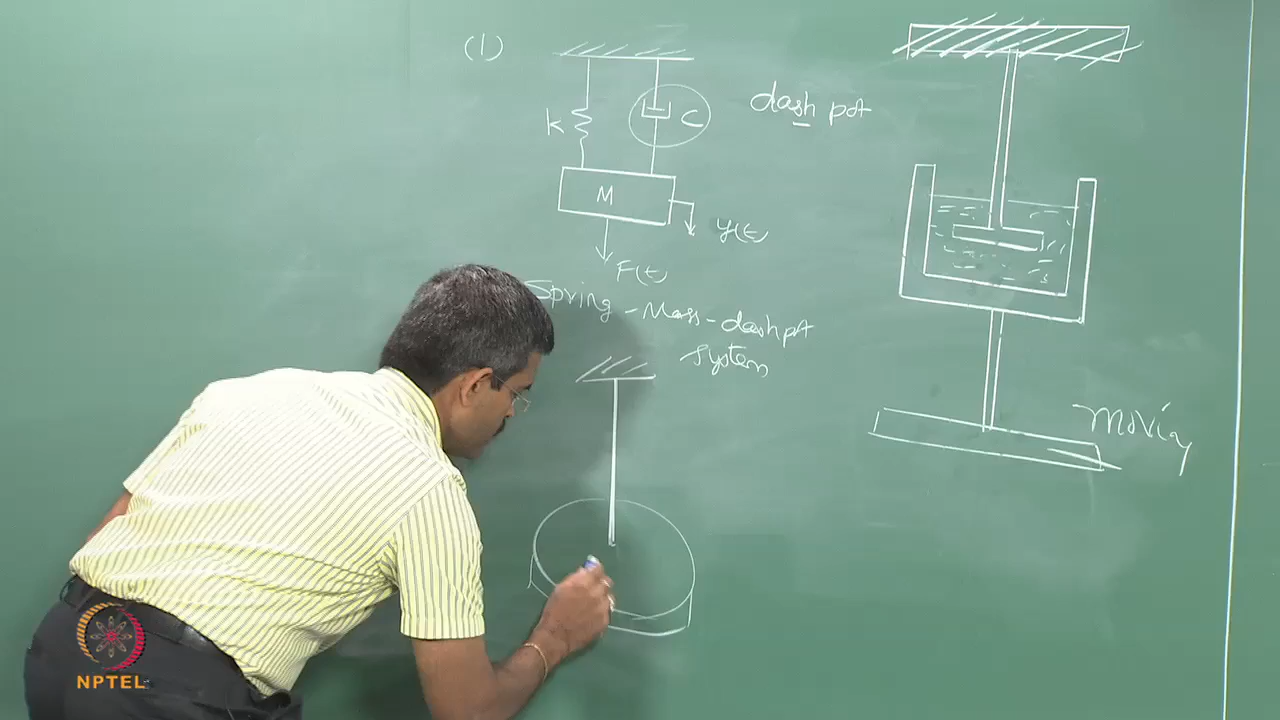 (1)
K
C
dash pot
M
y(t)
F(t)
Spring - Mass - dashpot
System
Moving
NPTEL